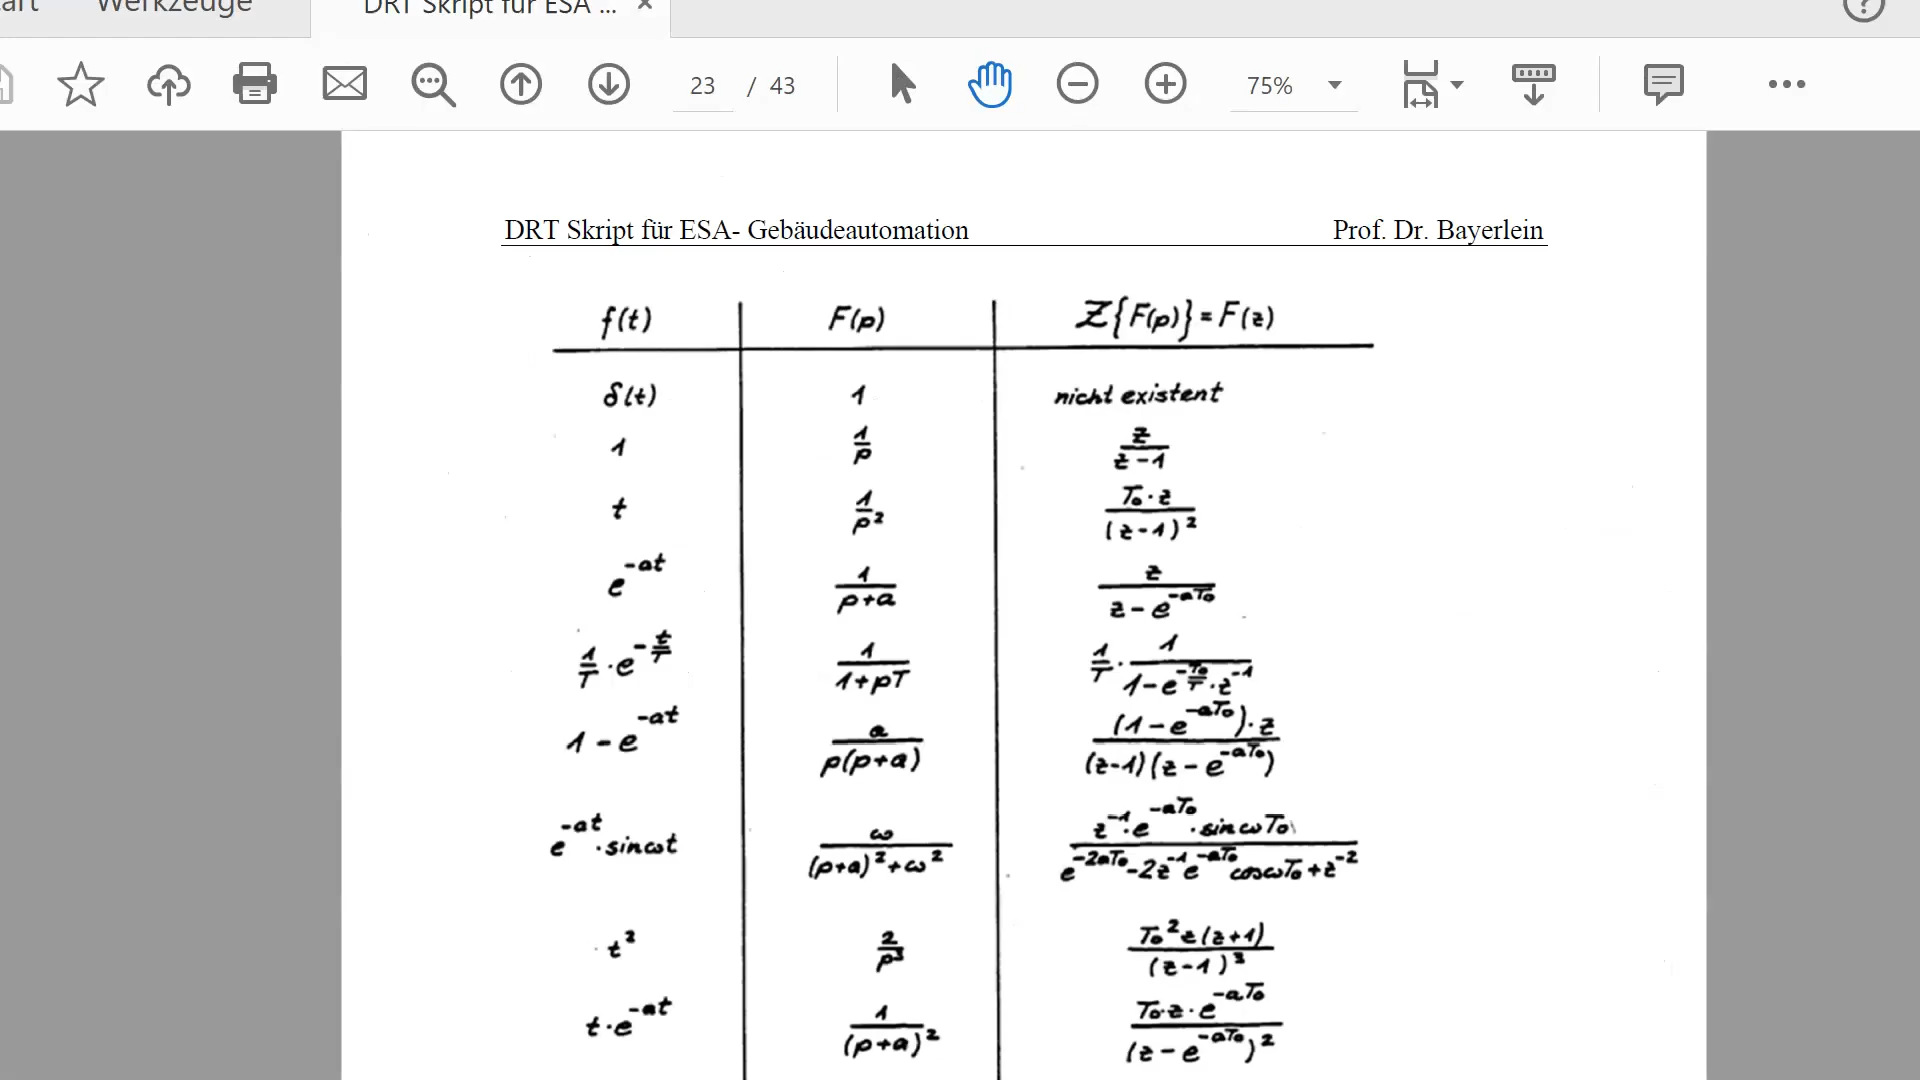 Werkzeuge
DRT Skript für ESA ...
23 / 43
75%
DRT Skript für ESA- Gebäudeautomation Prof. Dr. Bayerlein
f(t) F(p) Z{F(p)} = F(z)
δ(t) 1 nicht existent
1 1/p z/(z-1)
t 1/p² T₀·z/(z-1)²
e^(-at) 1/(p+a) z/(z-e^(-aT₀))
1/T·e^(-t/T) 1/(1+pT) 1/T·1/(1-e^(-T₀/T)·z^(-1))
1-e^(-at) a/(p(p+a)) (1-e^(-aT₀))·z/((z-1)(z-e^(-aT₀)))
e^(-at)·sinωt ω/((p+a)²+ω²) z^(-1)·e^(-aT₀)·sinωT₀/(e^(-2aT₀)-2z^(-1)e^(-aT₀)cosωT₀+z^(-2))
t² 2/p³ T₀²z(z+1)/(z-1)³
t·e^(-at) 1/(p+a)² T₀·z·e^(-aT₀)/(z-e^(-aT₀))²